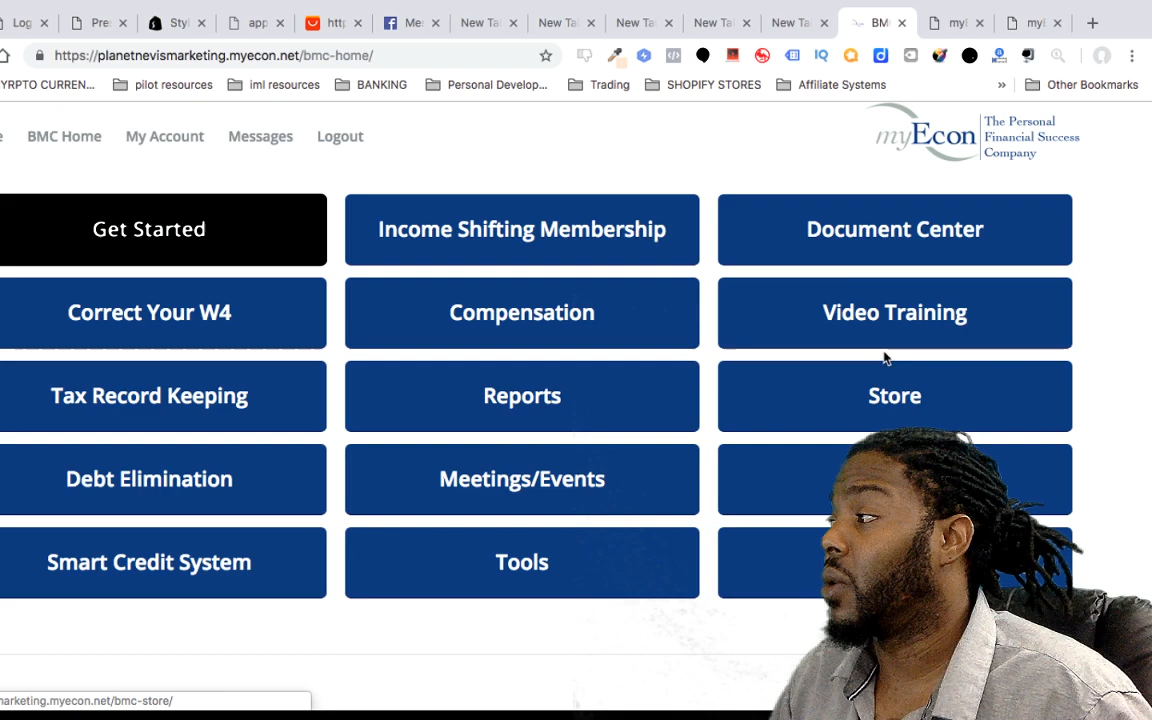 Log
Pre
Styl
app
http
Me
New Ta
New Ta
New Ta
New Ta
New Ta
BM
myE
myE
https://planetnevismarketing.myecon.net/bmc-home/
YRPTO CURREN...
pilot resources
iml resources
BANKING
Personal Develop...
Trading
SHOPIFY STORES
Affiliate Systems
»
Other Bookmarks
e
BMC Home
My Account
Messages
Logout
myEcon
The Personal
Financial Success
Company
Get Started
Income Shifting Membership
Document Center
Correct Your W4
Compensation
Video Training
Tax Record Keeping
Reports
Store
Debt Elimination
Meetings/Events
Smart Credit System
Tools
marketing.myecon.net/bmc-store/